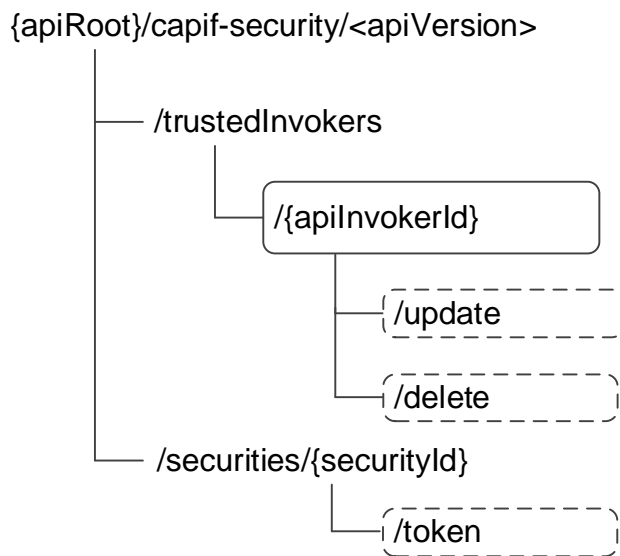 {apiRoot}/capif-security/<apiVersion>
/trustedInvokers
/{apiInvokerId}
/update
/delete
/securities/{securityId}
/token